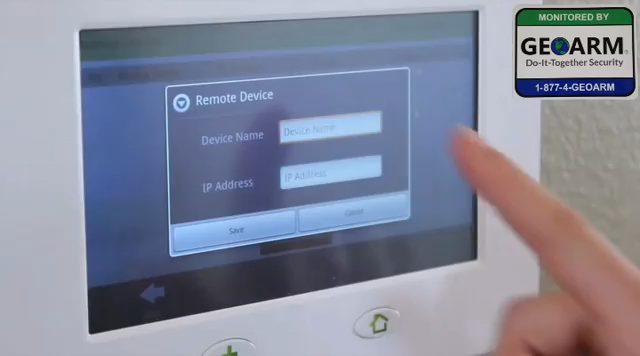 MONITORED BY
GEOARM
Do-It-Together Security
1-877-4-GEOARM
Remote Device
Device Name
Device Name
IP Address
IP Address
Save
Cancel